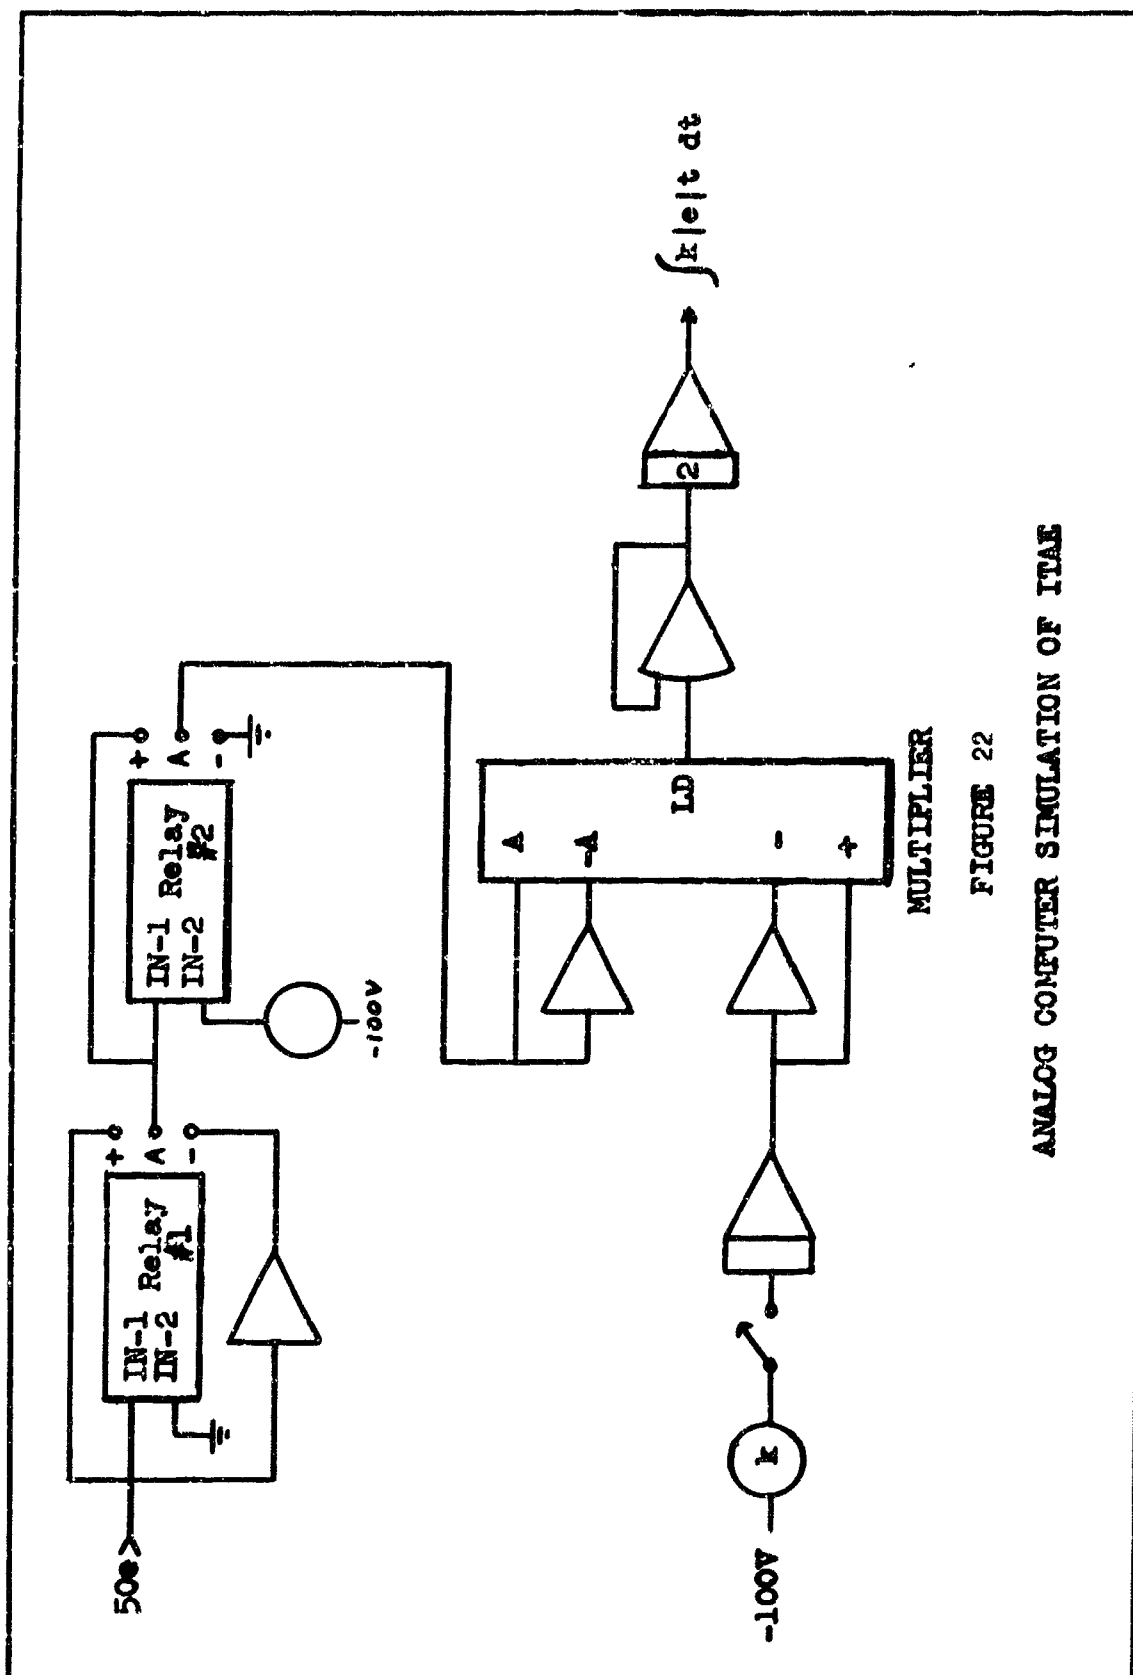 50e>
IN-1 Relay
IN-2 #1
+
A
-
IN-1 Relay
IN-2 #2
+
A
-
-100V
A
-A
-
+
LD
MULTIPLIER
2
∫k|e|t dt
-100V
k
FIGURE 22
ANALOG COMPUTER SIMULATION OF ITAE